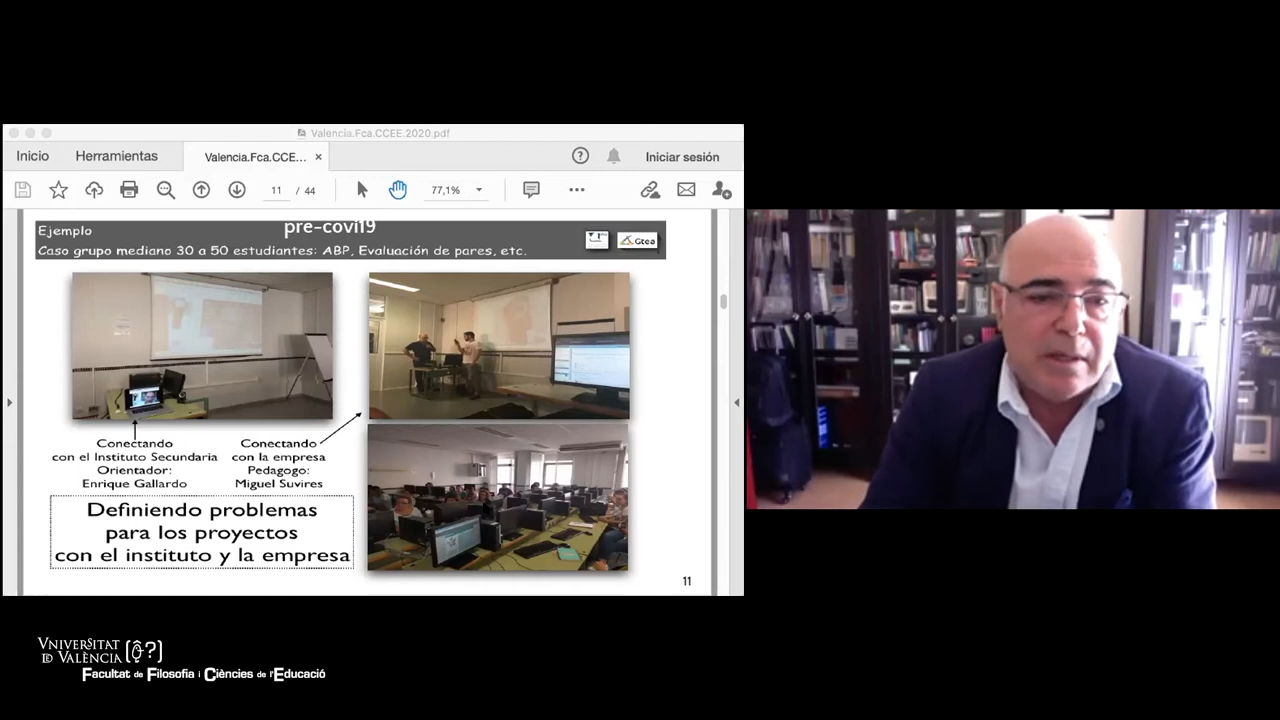 Valencia.Fca.CCEE.2020.pdf
Inicio
Herramientas
Valencia.Fca.CCE... ×
Iniciar sesión
11 / 44
77,1%
pre-covi19
Ejemplo
Caso grupo mediano 30 a 50 estudiantes: ABP, Evaluación de pares, etc.
Gtea
Conectando
con el Instituto Secundaria
Orientador:
Enrique Gallardo
Conectando
con la empresa
Pedagogo:
Miguel Suvires
Definiendo problemas
para los proyectos
con el instituto y la empresa
11
VNIVERSITAT
D VALÈNCIA
Facultat de Filosofia i Ciències de l'Educació